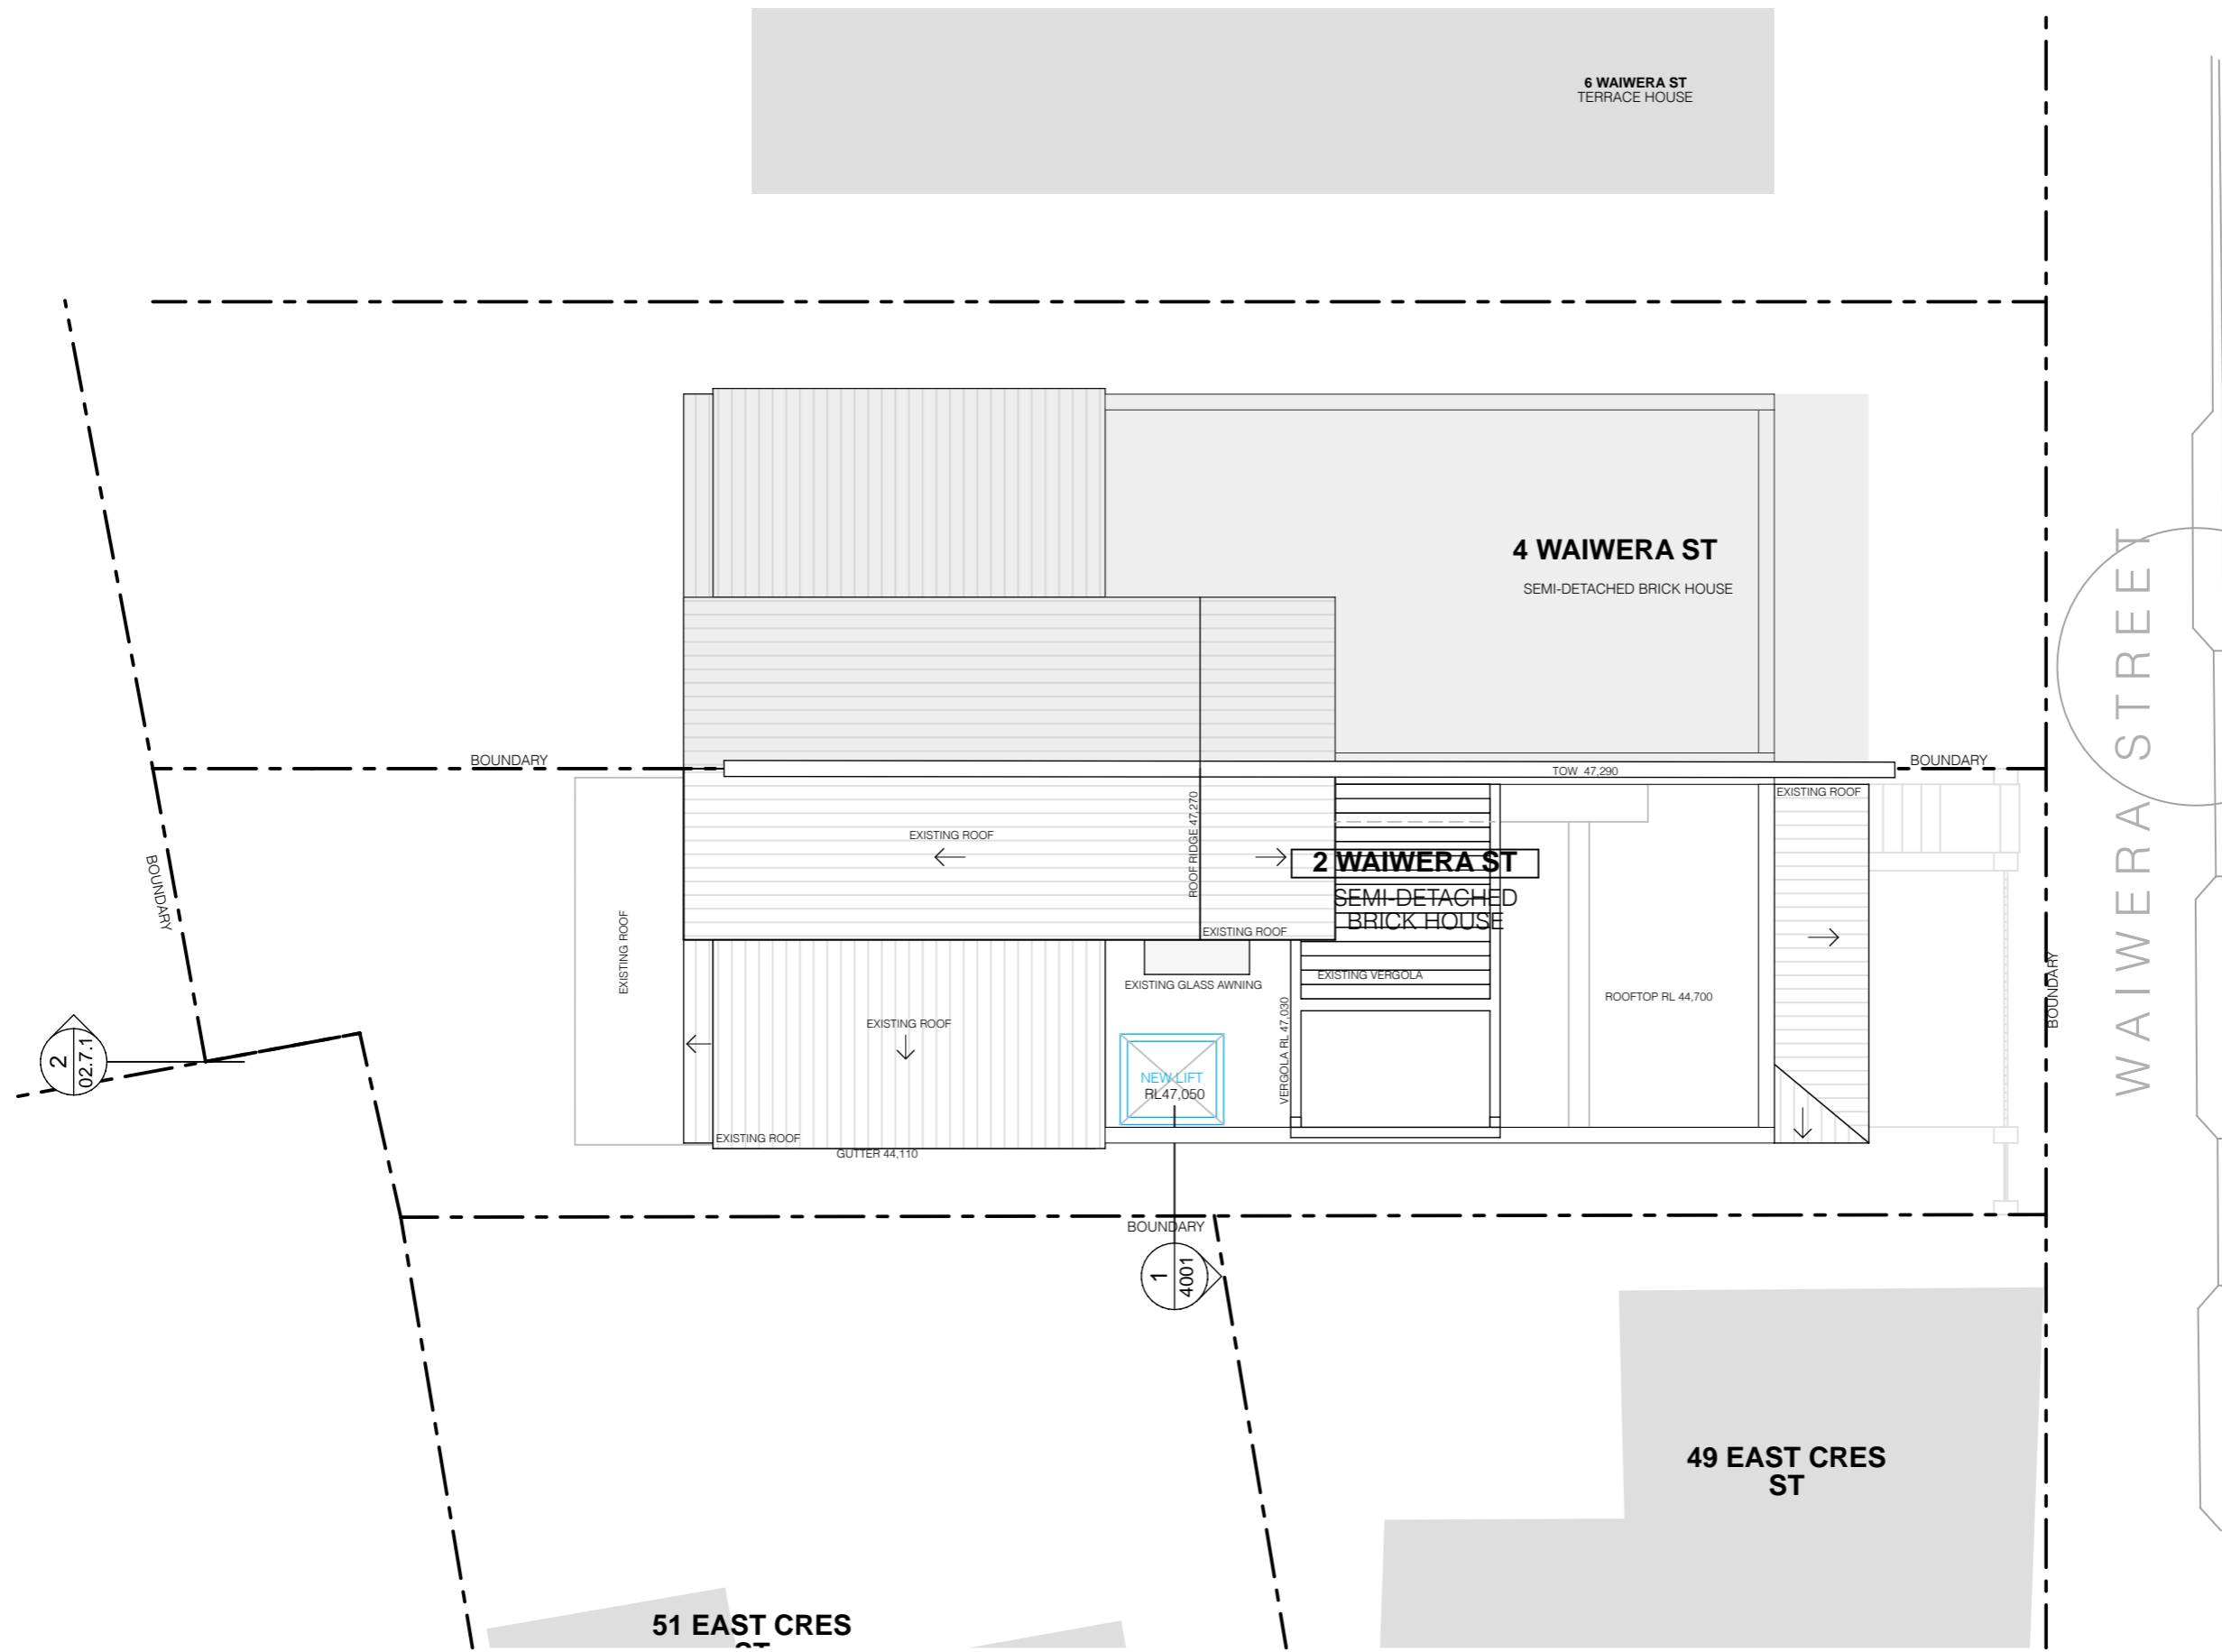 6 WAIWERA ST
TERRACE HOUSE
4 WAIWERA ST
SEMI-DETACHED BRICK HOUSE
WAIWERA STREET
BOUNDARY
BOUNDARY
TOW 47,290
EXISTING ROOF
ROOF RIDGE 47,270
EXISTING ROOF
BOUNDARY
2 WAIWERA ST
SEMI-DETACHED
BRICK HOUSE
EXISTING ROOF
EXISTING ROOF
EXISTING VERGOLA
EXISTING GLASS AWNING
ROOFTOP RL 44,700
BOUNDARY
EXISTING ROOF
VERGOLA RL 47,030
2
02.7.1
NEW LIFT
RL47,050
EXISTING ROOF
GUTTER 44,110
BOUNDARY
1
4001
49 EAST CRES
ST
51 EAST CRES
ST